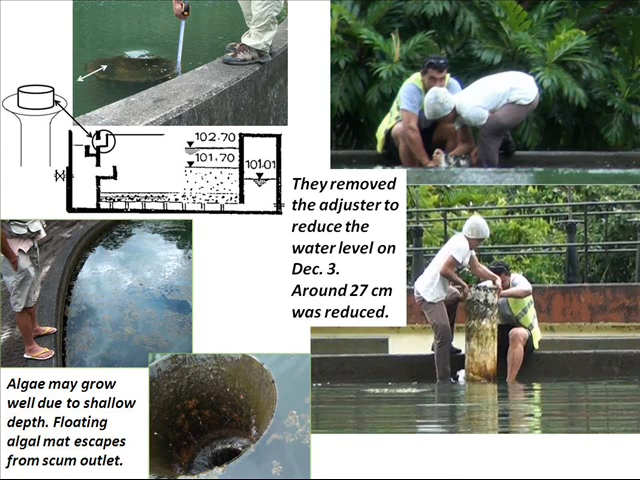 102.70
101.70
101.01
They removed
the adjuster to
reduce the
water level on
Dec. 3.
Around 27 cm
was reduced.
Algae may grow
well due to shallow
depth. Floating
algal mat escapes
from scum outlet.